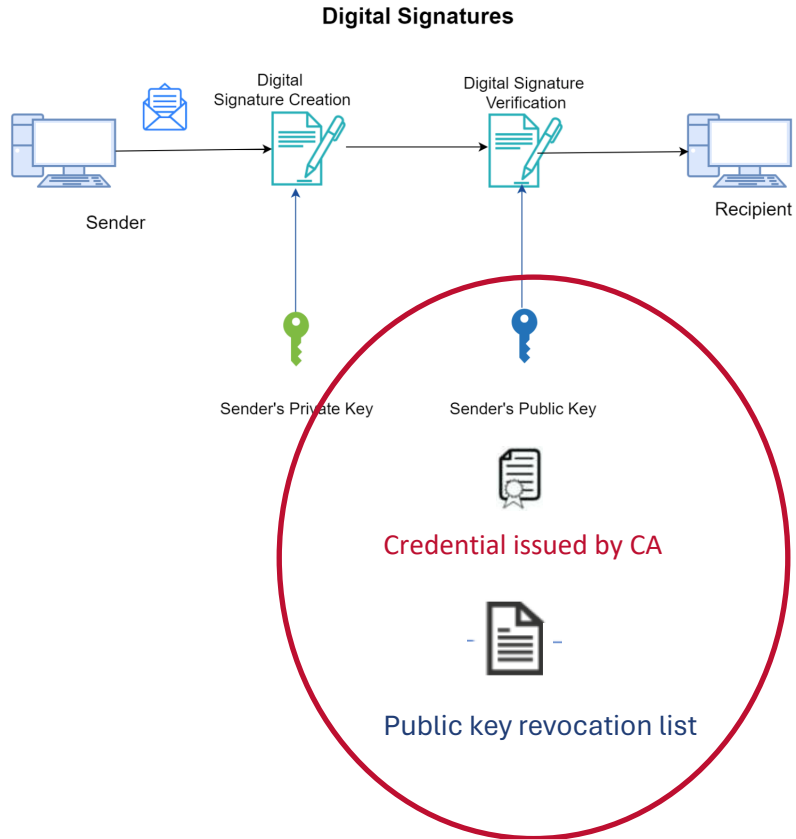 Digital Signatures
Digital
Signature Creation
Digital Signature
Verification
Sender
Recipient
Sender's Private Key
Sender's Public Key
Credential issued by CA
Public key revocation list